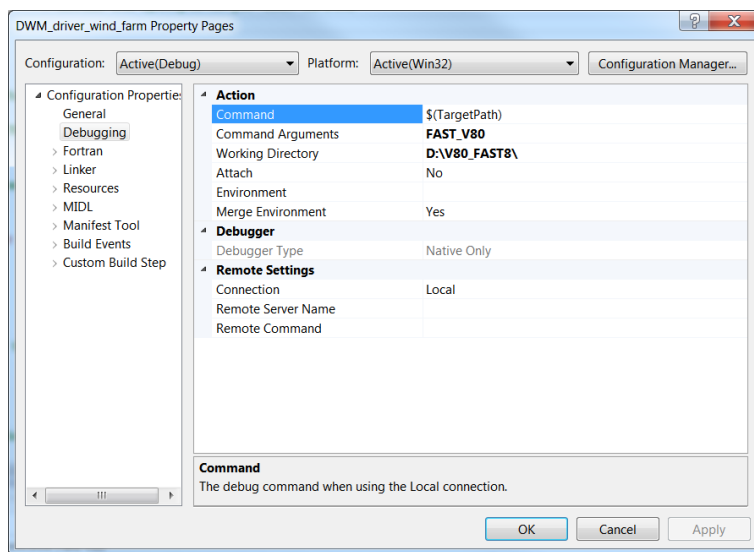 DWM_driver_wind_farm Property Pages
Configuration: Active(Debug) Platform: Active(Win32) Configuration Manager...
Configuration Properties
General
Debugging
Fortran
Linker
Resources
MIDL
Manifest Tool
Build Events
Custom Build Step
Action
Command $(TargetPath)
Command Arguments FAST_V80
Working Directory D:\V80_FAST8\
Attach No
Environment
Merge Environment Yes
Debugger
Debugger Type Native Only
Remote Settings
Connection Local
Remote Server Name
Remote Command
Command
The debug command when using the Local connection.
OK Cancel Apply